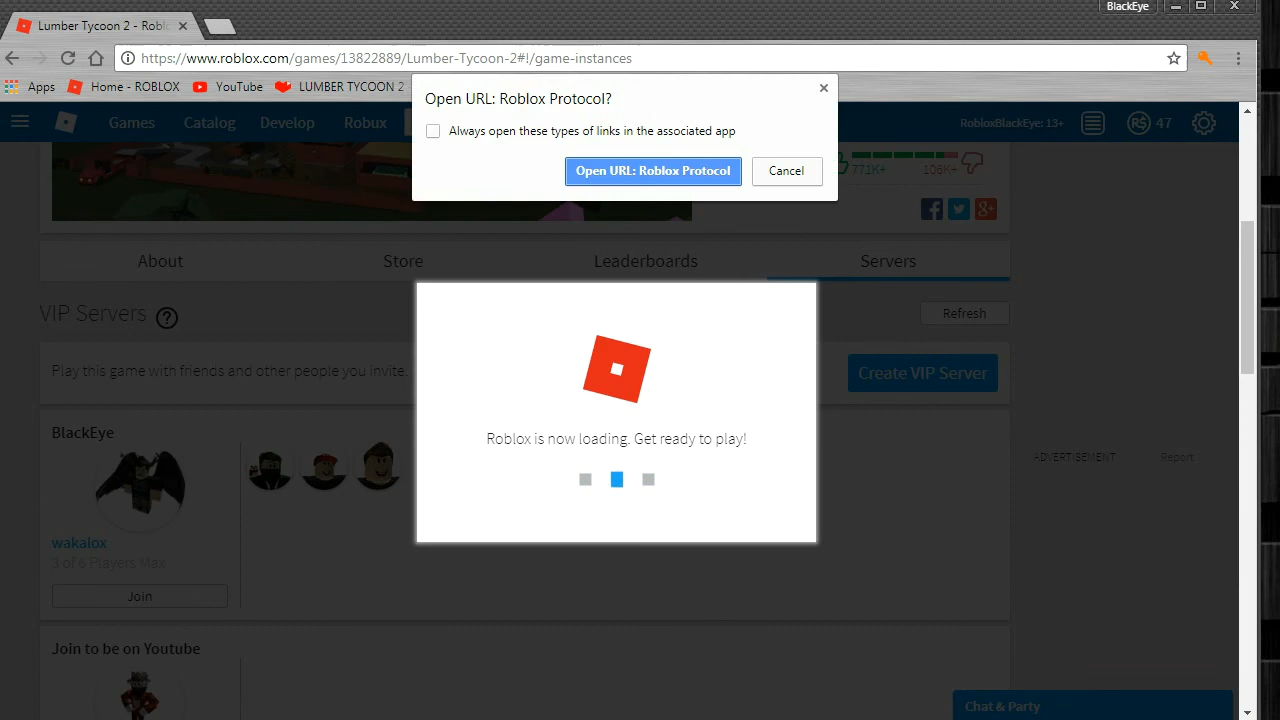 BlackEye
Lumber Tycoon 2 - Roblo
https://www.roblox.com/games/13822889/Lumber-Tycoon-2#!/game-instances
Apps Home - ROBLOX YouTube LUMBER TYCOON 2
Open URL: Roblox Protocol?
Always open these types of links in the associated app
Open URL: Roblox Protocol Cancel
Games Catalog Develop Robux RobloxBlackEye: 13+ R$ 47
771K+ 106K+
About Store Leaderboards Servers
VIP Servers ? Refresh
Play this game with friends and other people you invite. Create VIP Server
Roblox is now loading. Get ready to play!
BlackEye
wakalox
3 of 6 Players Max
Join
ADVERTISEMENT Report
Join to be on Youtube
Chat & Party